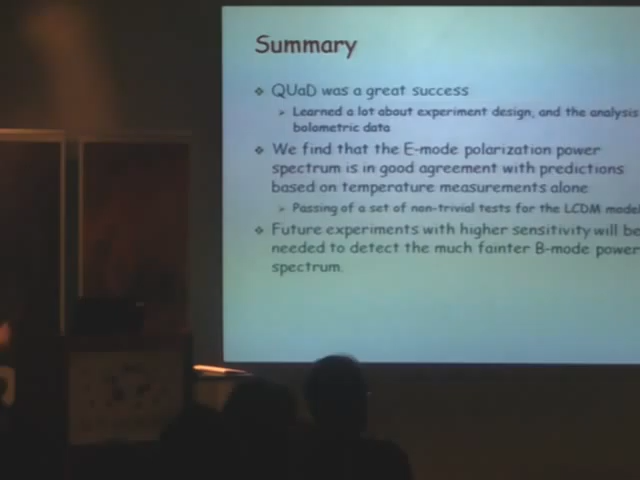 Summary
❖ QUaD was a great success
➢ Learned a lot about experiment design, and the analysis
bolometric data
❖ We find that the E-mode polarization power
spectrum is in good agreement with predictions
based on temperature measurements alone
➢ Passing of a set of non-trivial tests for the LCDM model
❖ Future experiments with higher sensitivity will be
needed to detect the much fainter B-mode power
spectrum.